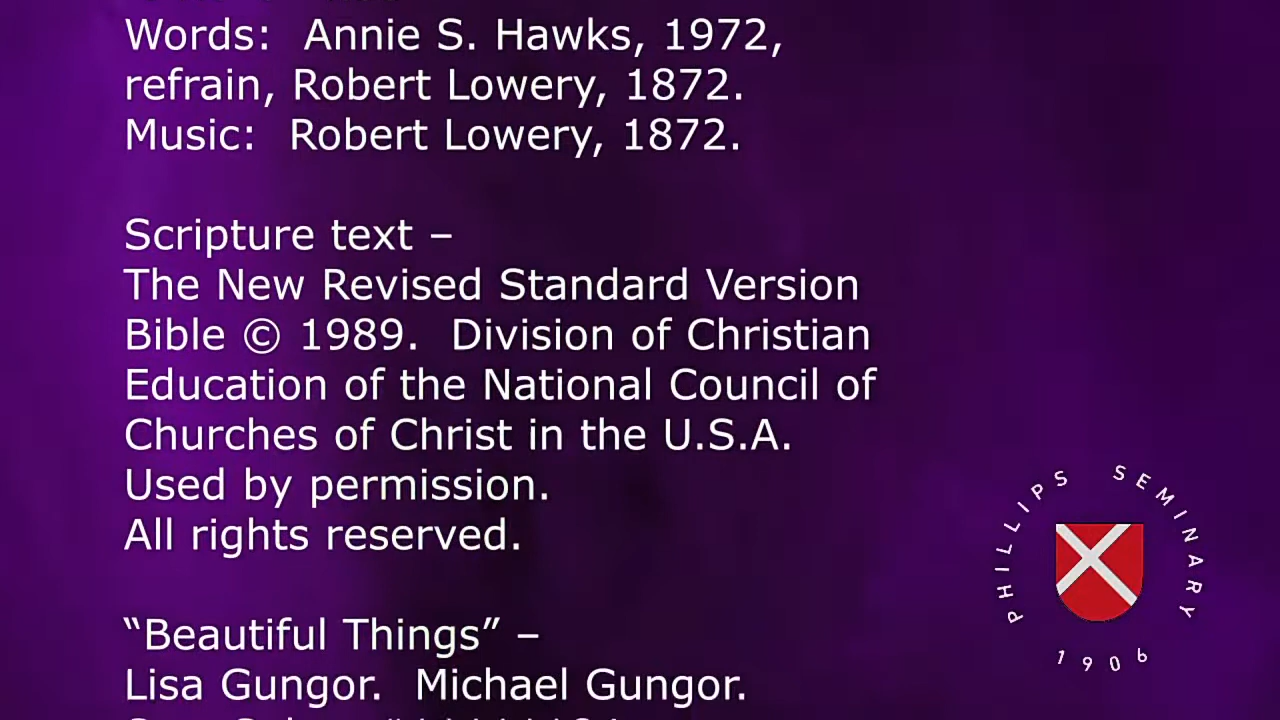 Words:  Annie S. Hawks, 1972,
refrain, Robert Lowery, 1872.
Music:  Robert Lowery, 1872.
Scripture text –
The New Revised Standard Version
Bible © 1989.  Division of Christian
Education of the National Council of
Churches of Christ in the U.S.A.
Used by permission.
All rights reserved.
“Beautiful Things” –
Lisa Gungor.  Michael Gungor.
PHILLIPS SEMINARY
1906